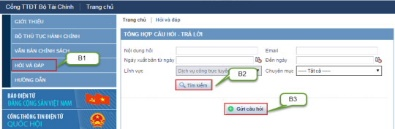 Cổng TTĐT Bộ Tài Chính
Trang chủ
GIỚI THIỆU
BỘ THỦ TỤC HÀNH CHÍNH
VĂN BẢN CHÍNH SÁCH
HỎI VÀ ĐÁP
HƯỚNG DẪN
B1
BÁO ĐIỆN TỬ
ĐẢNG CỘNG SẢN VIỆT NAM
CỔNG THÔNG TIN ĐIỆN TỬ
QUỐC HỘI
Trang chủ
Hỏi và đáp
TỔNG HỢP CÂU HỎI - TRẢ LỜI
Nội dung hỏi
Email
Ngày xuất bản từ ngày
Đến ngày
Lĩnh vực
Dịch vụ công trực tuyến
Chuyên mục
---- Tất cả ----
Tìm kiếm
B2
Gửi câu hỏi
B3